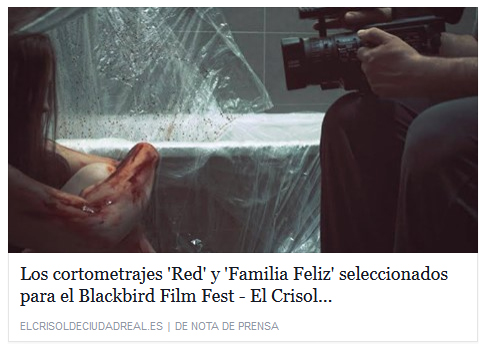 Los cortometrajes 'Red' y 'Familia Feliz' seleccionados
para el Blackbird Film Fest - El Crisol...
ELCRISOLDECIUDADREAL.ES | DE NOTA DE PRENSA